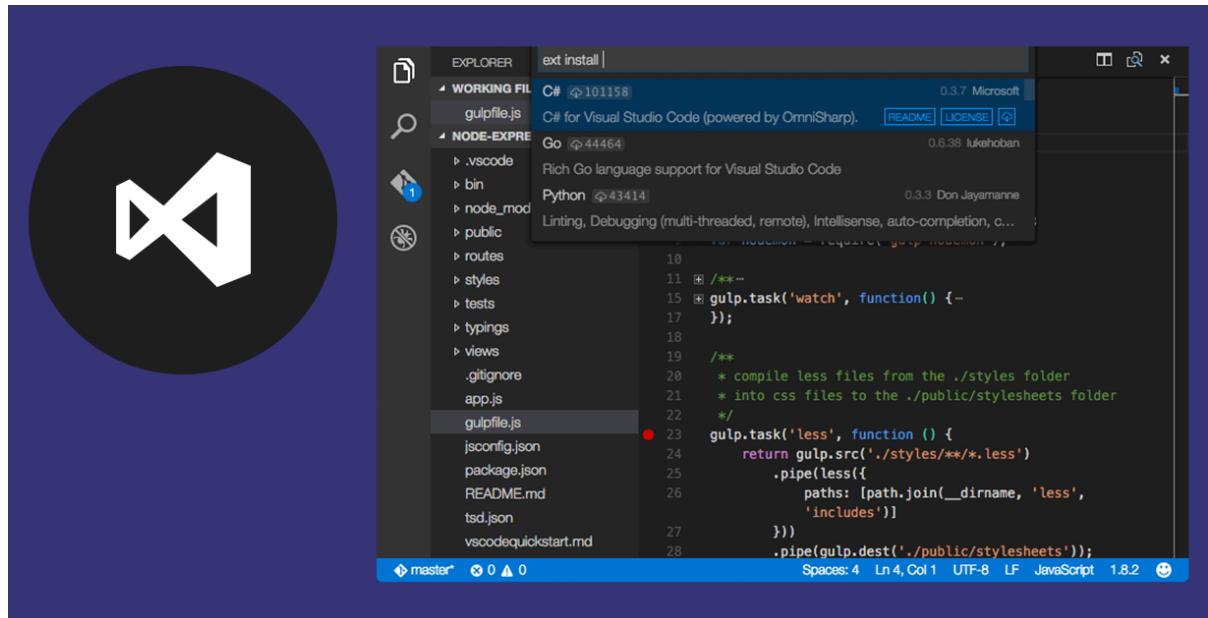 EXPLORER
WORKING FIL
gulpfile.js
NODE-EXPRE
.vscode
bin
node_mod
public
routes
styles
tests
typings
views
.gitignore
app.js
gulpfile.js
jsconfig.json
package.json
README.md
tsd.json
vscodequickstart.md
1
ext install
C# 101158 0.3.7 Microsoft
C# for Visual Studio Code (powered by OmniSharp). README LICENSE
Go 44464 0.6.38 lukehoban
Rich Go language support for Visual Studio Code
Python 43414 0.3.3 Don Jayamanne
Linting, Debugging (multi-threaded, remote), Intellisense, auto-completion, c...
10
11 /**⋯
15 gulp.task('watch', function() {⋯
17 });
18
19 /**
20 * compile less files from the ./styles folder
21 * into css files to the ./public/stylesheets folder
22 */
23 gulp.task('less', function () {
24 return gulp.src('./styles/**/*.less')
25 .pipe(less({
26 paths: [path.join(__dirname, 'less',
'includes')]
27 }))
28 .pipe(gulp.dest('./public/stylesheets'));
master* 0 0 Spaces: 4 Ln 4, Col 1 UTF-8 LF JavaScript 1.8.2